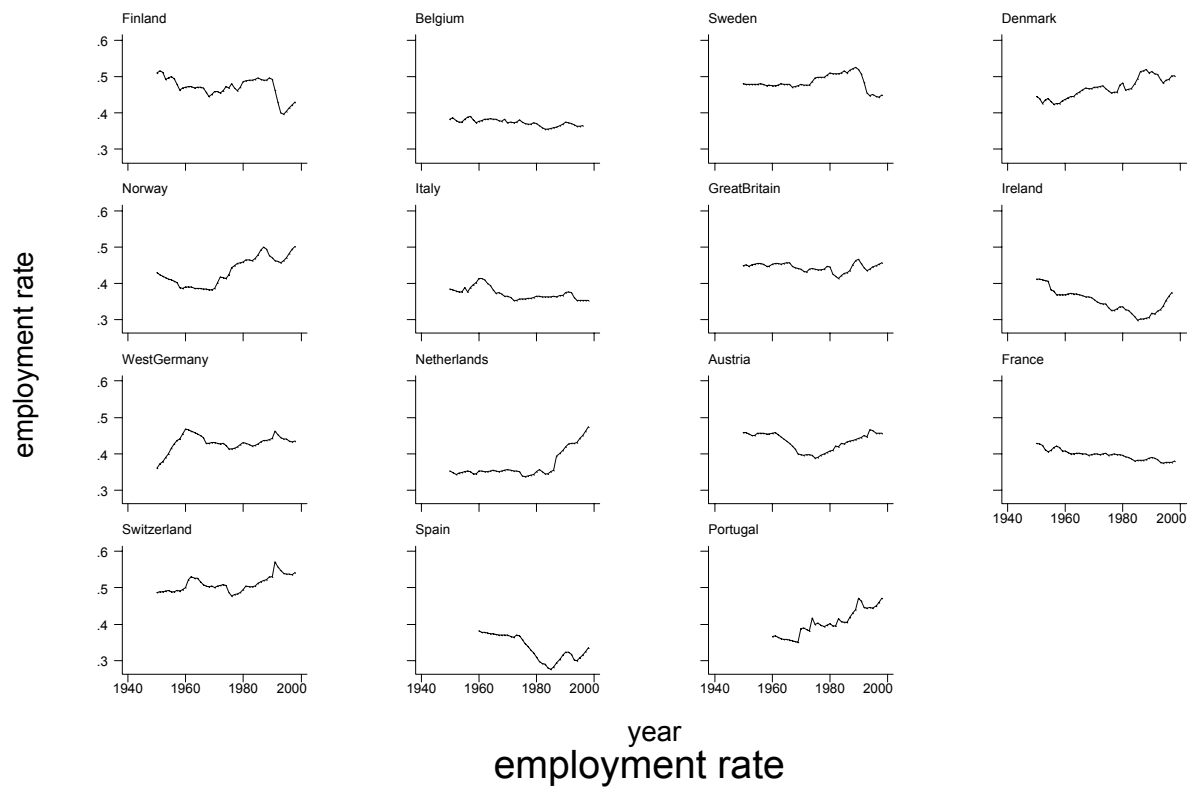 Finland Belgium Sweden Denmark
.6
.5
.4
.3
Norway Italy GreatBritain Ireland
.6
.5
.4
.3
employment rate
WestGermany Netherlands Austria France
.6
.5
.4
.3
1940 1960 1980 2000
Switzerland Spain Portugal
.6
.5
.4
.3
1940 1960 1980 2000 1940 1960 1980 2000 1940 1960 1980 2000
year
employment rate